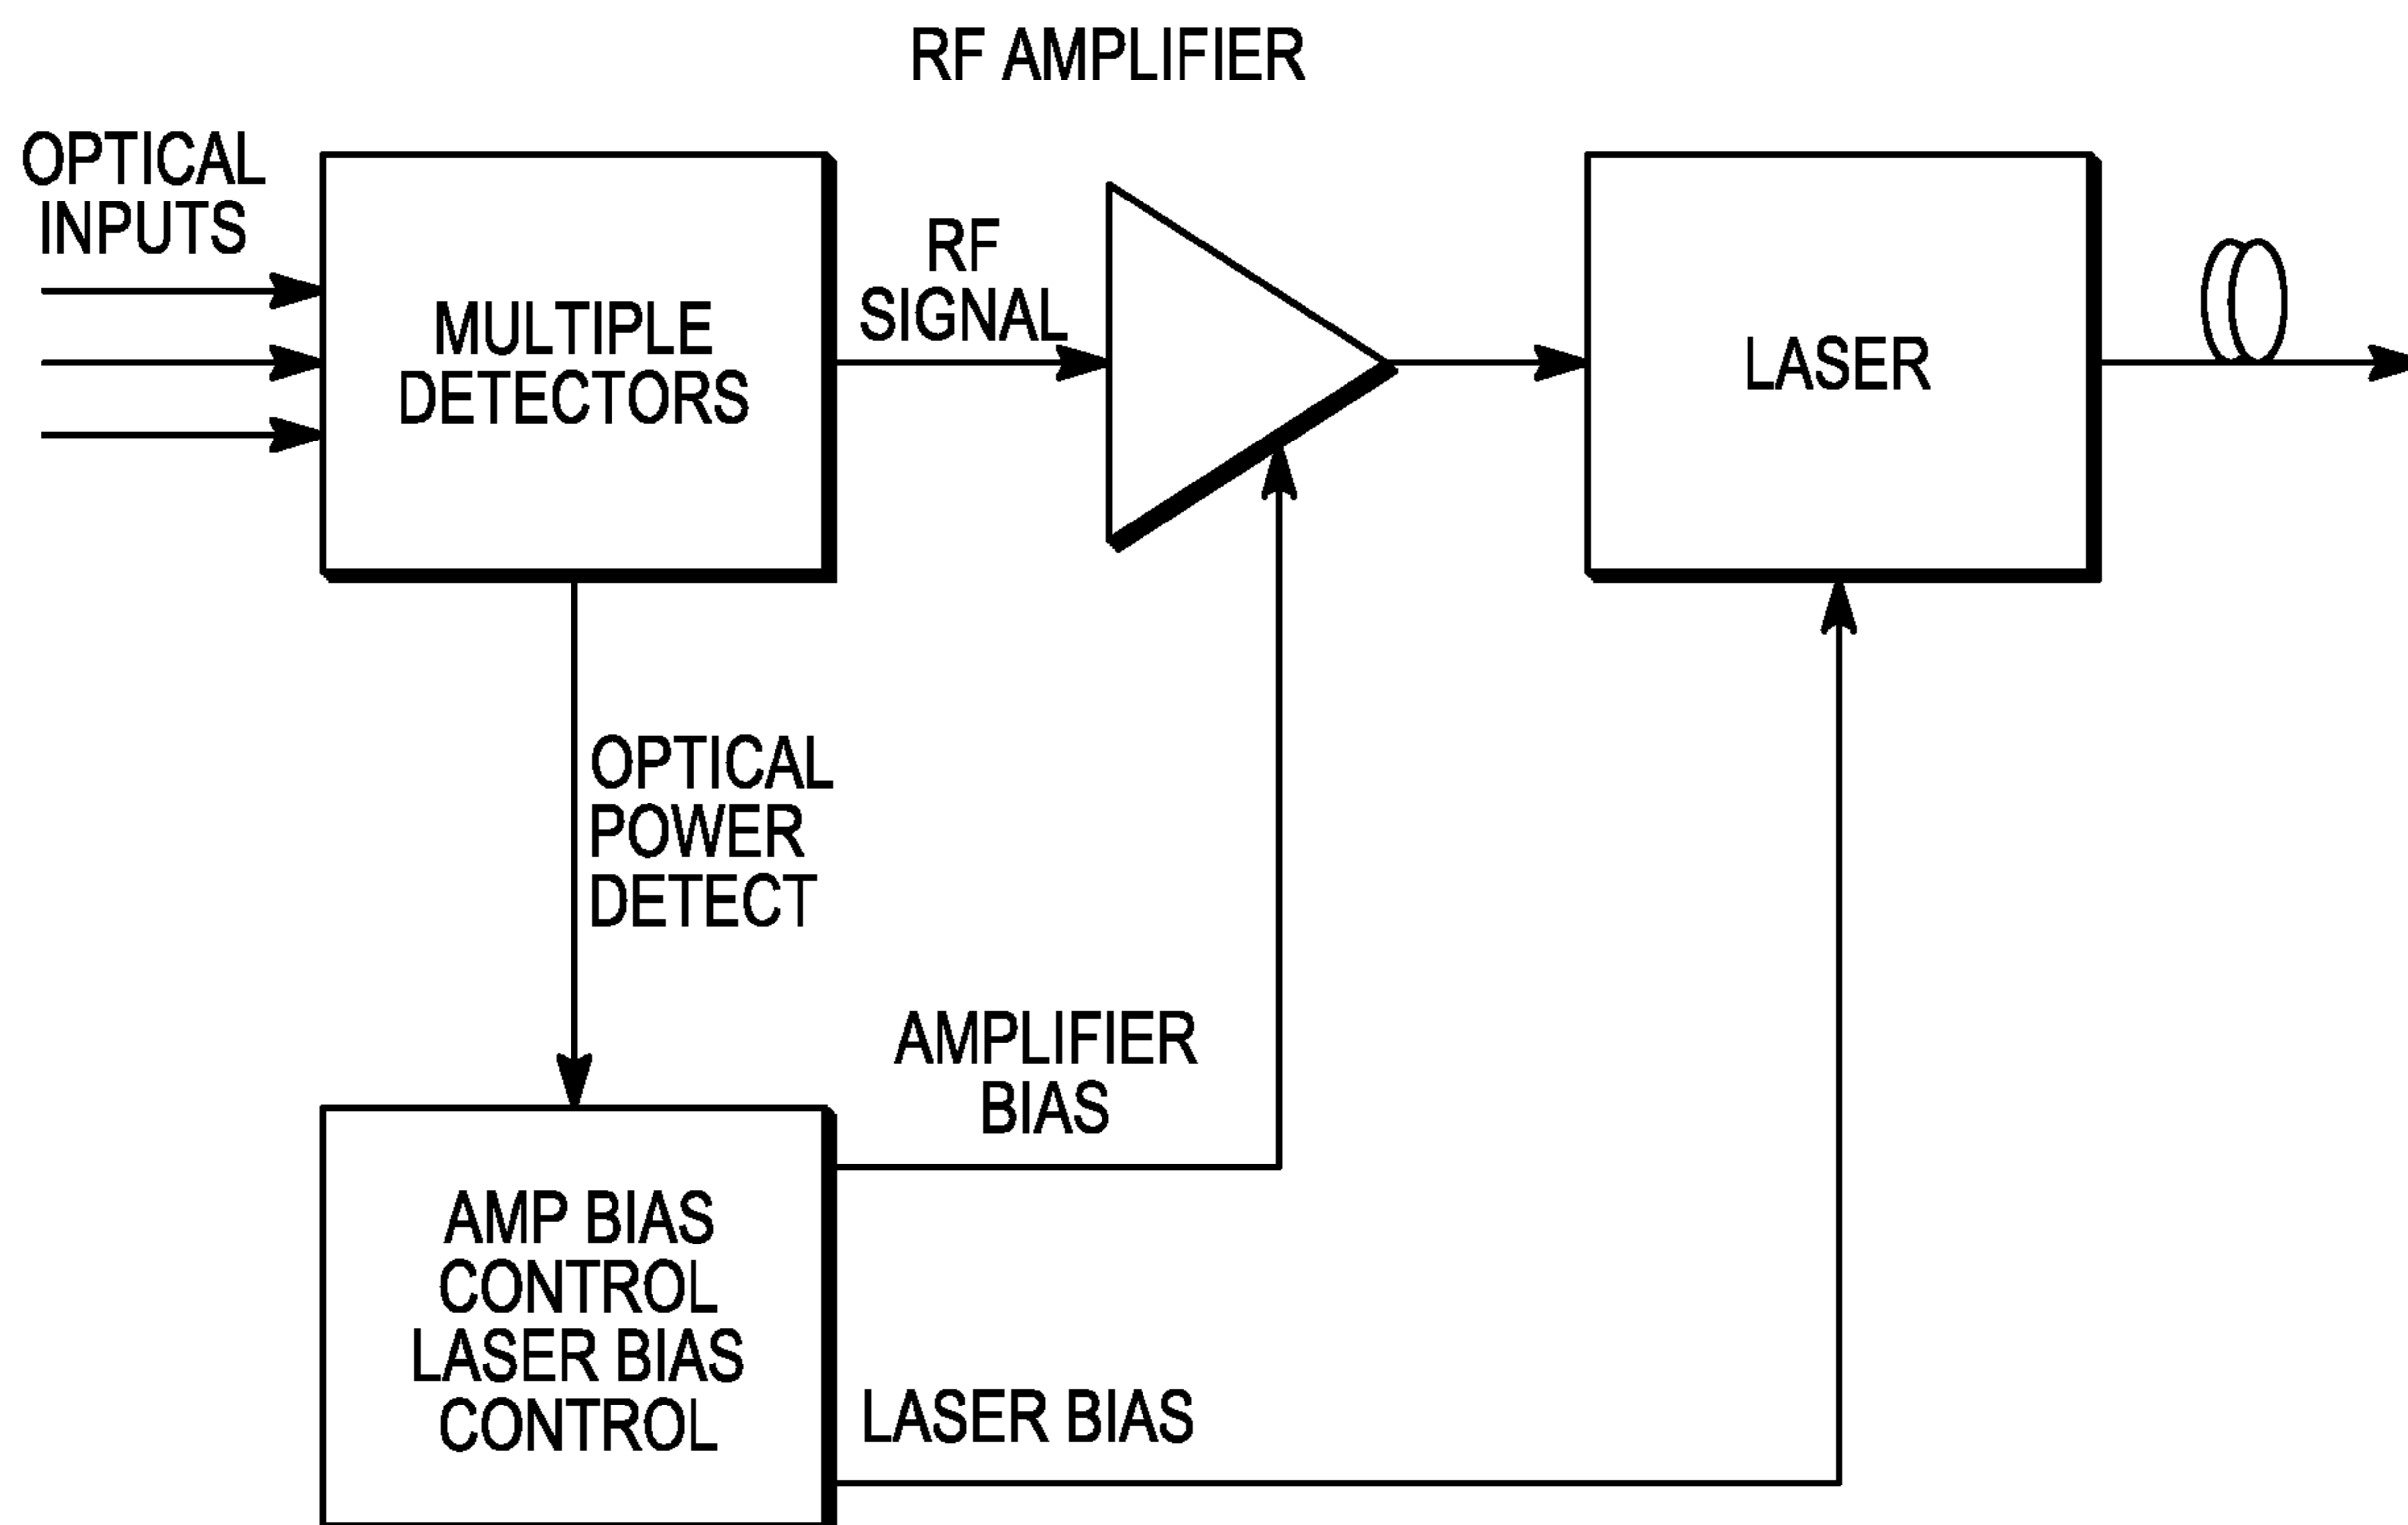 RF AMPLIFIER
OPTICAL
INPUTS
MULTIPLE
DETECTORS
RF
SIGNAL
LASER
OPTICAL
POWER
DETECT
AMPLIFIER
BIAS
AMP BIAS
CONTROL
LASER BIAS
CONTROL
LASER BIAS